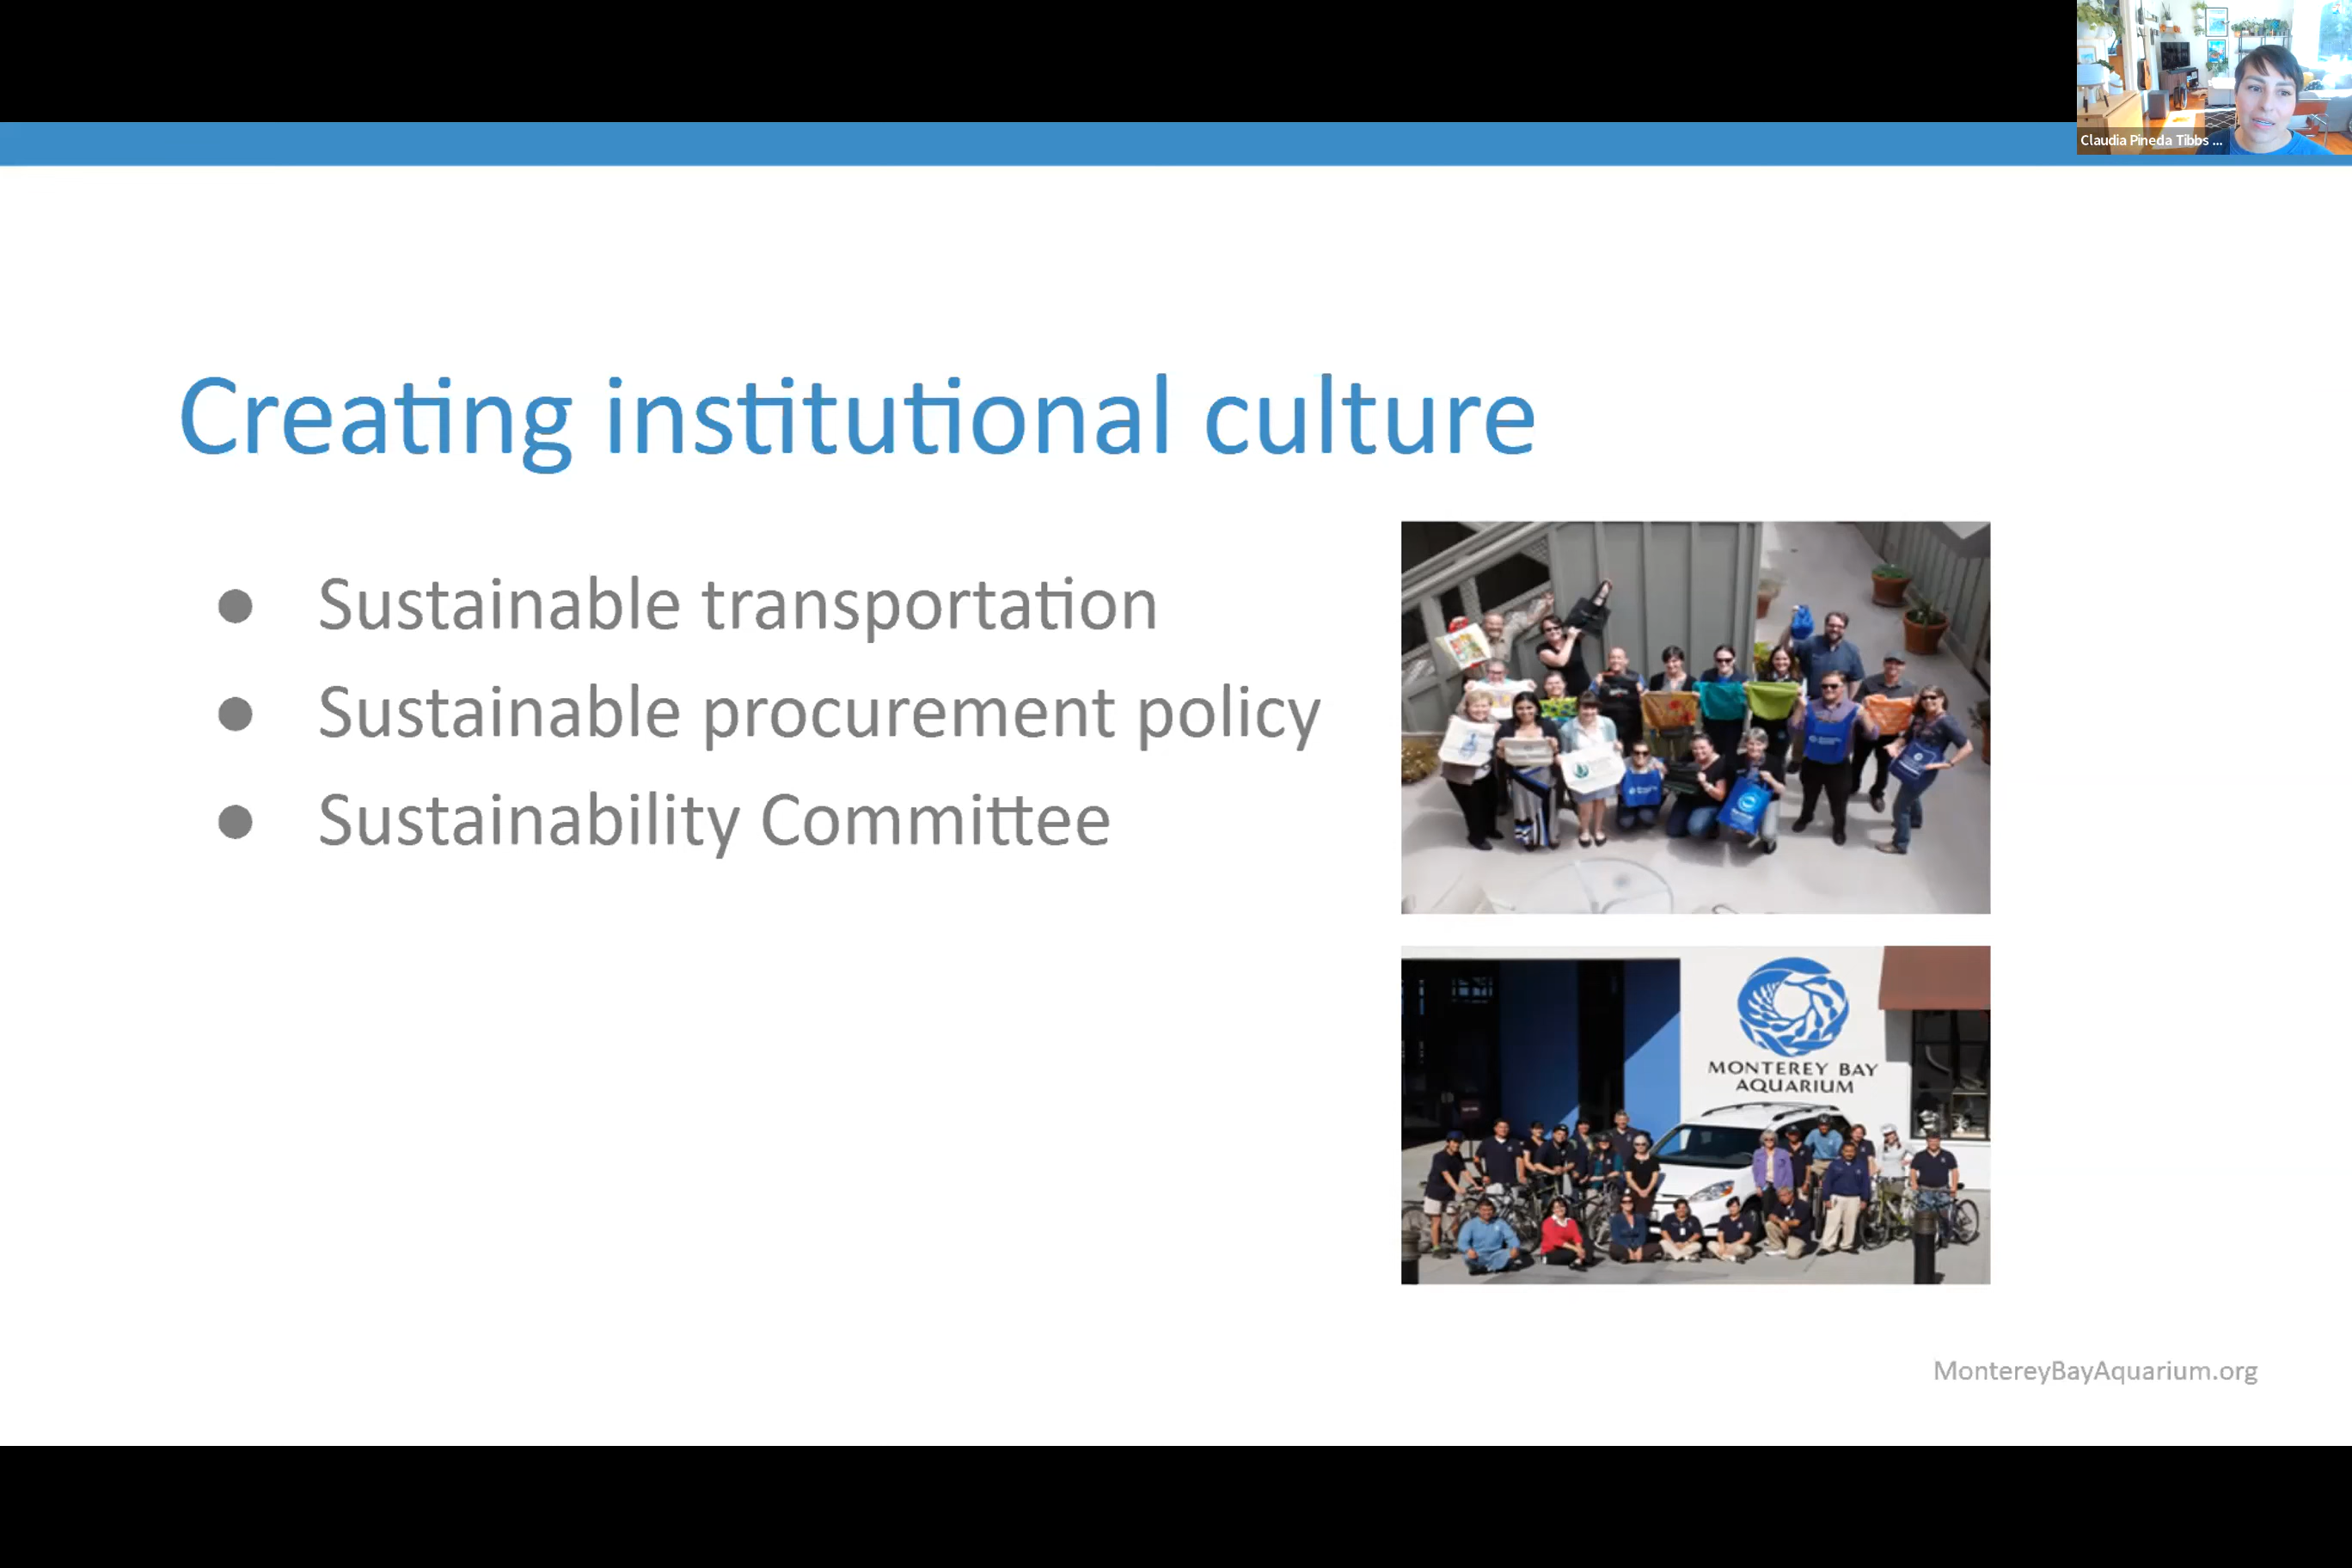 Claudia Pineda Tibbs ...
Creating institutional culture
● Sustainable transportation
● Sustainable procurement policy
● Sustainability Committee
MONTEREY BAY
AQUARIUM
MontereyBayAquarium.org